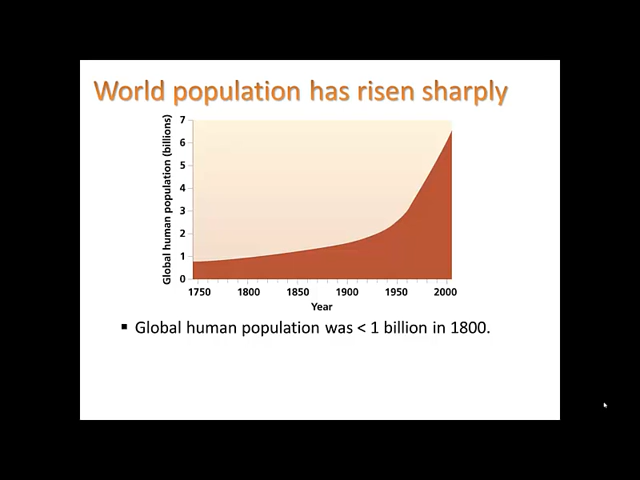 World population has risen sharply
Global human population (billions)
7
6
5
4
3
2
1
0
1750 1800 1850 1900 1950 2000
Year
▪ Global human population was < 1 billion in 1800.